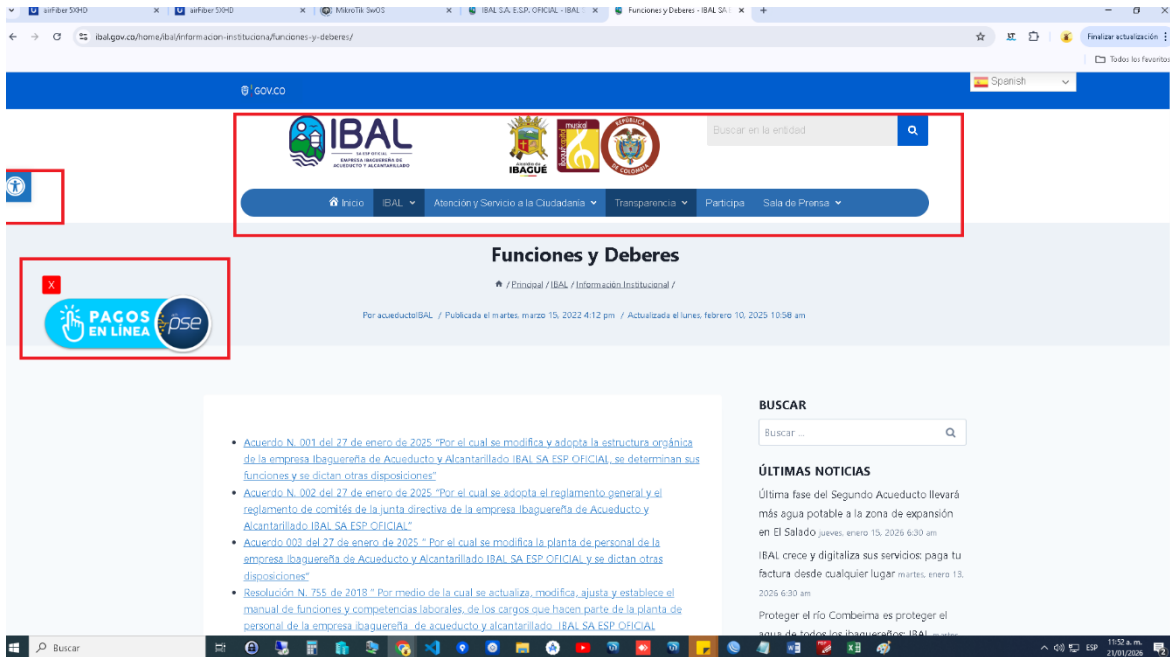 airFiber 5XHD
airFiber 5XHD
MikroTik SwOS
IBAL S.A. E.S.P. OFICIAL - IBAL
Funciones y Deberes - IBAL SA
ibal.gov.co/home/ibal/informacion-instituciona/funciones-y-deberes/
Finalizar actualización
Todos los favoritos
GOV.CO
Spanish
IBAL
SA ESP OFICIAL
EMPRESA IBAGUEREÑA DE
ACUEDUCTO Y ALCANTARILLADO
IBAGUÉ
musical
Buscar en la entidad
Inicio IBAL Atención y Servicio a la Ciudadanía Transparencia Participa Sala de Prensa
Funciones y Deberes
/ Principal / IBAL / Información Institucional /
Por acueductoIBAL / Publicada el martes, marzo 15, 2022 4:12 pm / Actualizada el lunes, febrero 10, 2025 10:58 am
X
PAGOS
EN LÍNEA
pse
Acuerdo N. 001 del 27 de enero de 2025 “Por el cual se modifica y adopta la estructura orgánica
de la empresa Ibaguereña de Acueducto y Alcantarillado IBAL SA ESP OFICIAL, se determinan sus
funciones y se dictan otras disposiciones”
Acuerdo N. 002 del 27 de enero de 2025 “Por el cual se adopta el reglamento general y el
reglamento de comités de la junta directiva de la empresa Ibaguereña de Acueducto y
Alcantarillado IBAL SA ESP OFICIAL”
Acuerdo 003 del 27 de enero de 2025 “ Por el cual se modifica la planta de personal de la
empresa Ibaguereña de Acueducto y Alcantarillado IBAL SA ESP OFICIAL y se dictan otras
disposiciones”
Resolución N. 755 de 2018 “ Por medio de la cual se actualiza, modifica, ajusta y establece el
manual de funciones y competencias laborales, de los cargos que hacen parte de la planta de
personal de la empresa ibaguereña de acueducto y alcantarillado IBAL SA ESP OFICIAL
BUSCAR
Buscar ...
ÚLTIMAS NOTICIAS
Última fase del Segundo Acueducto llevará
más agua potable a la zona de expansión
en El Salado jueves, enero 15, 2026 6:30 am
IBAL crece y digitaliza sus servicios: paga tu
factura desde cualquier lugar martes, enero 13,
2026 6:30 am
Proteger el río Combeima es proteger el
agua de todos los ibaguereños: IBAL martes
Buscar
ESP
11:52 a. m.
21/01/2026